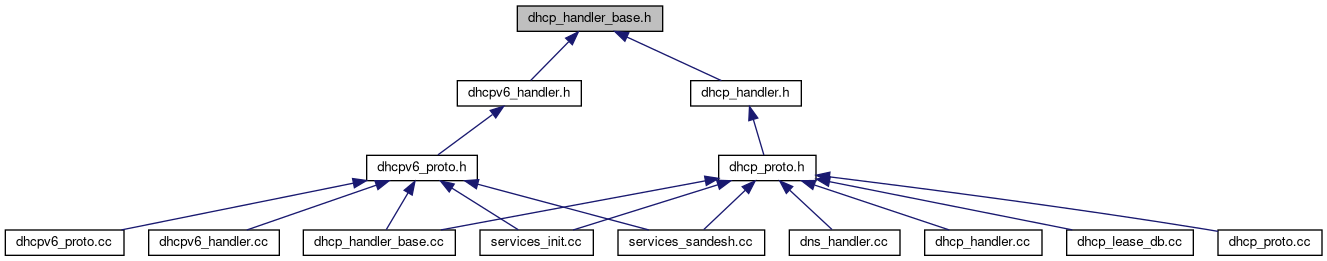 dhcp_handler_base.h
dhcpv6_handler.h
dhcp_handler.h
dhcpv6_proto.h
dhcp_proto.h
dhcpv6_proto.cc
dhcpv6_handler.cc
dhcp_handler_base.cc
services_init.cc
services_sandesh.cc
dns_handler.cc
dhcp_handler.cc
dhcp_lease_db.cc
dhcp_proto.cc